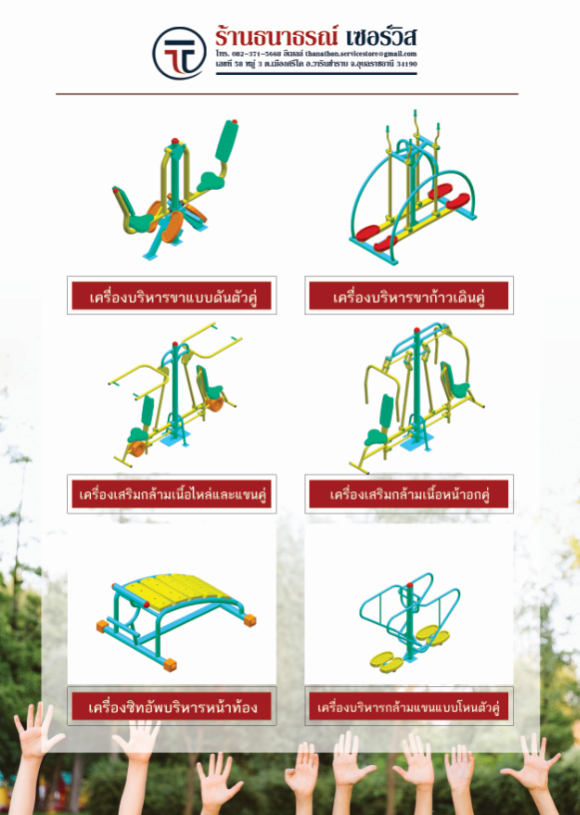 ร้านธนาธรณ์ เซอร์วิส
โทร. 082-371-5668 อีเมลล์ thanathon.servicestore@gmail.com
เลขที่ 58 หมู่ 3 ต.เมืองศรีไค อ.วารินชำราบ จ.อุบลราชธานี 34190
เครื่องบริหารขาแบบดันตัวคู่
เครื่องบริหารขาก้าวเดินคู่
เครื่องเสริมกล้ามเนื้อไหล่และแขนคู่
เครื่องเสริมกล้ามเนื้อหน้าอกคู่
เครื่องซิทอัพบริหารหน้าท้อง
เครื่องบริหารกล้ามแขนแบบโหนตัวคู่